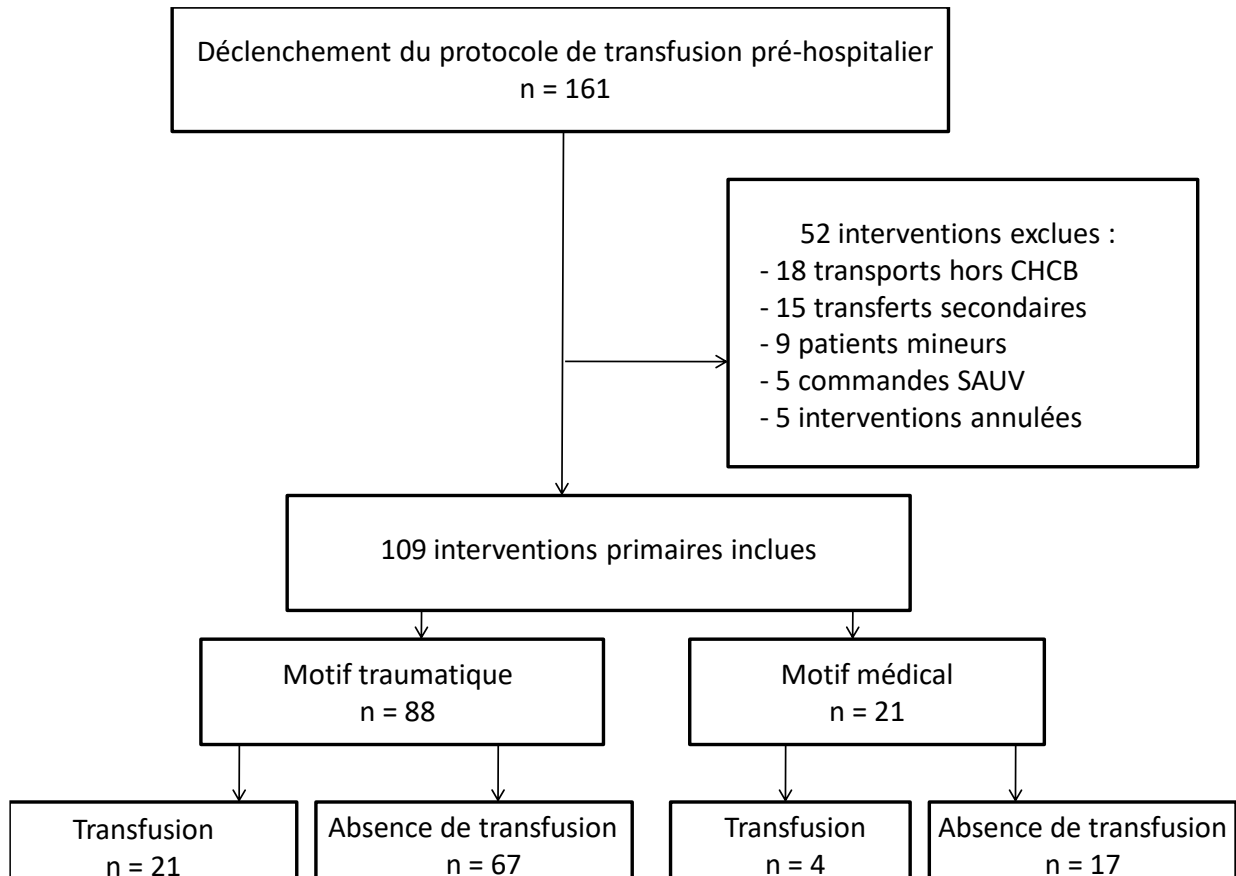 Déclenchement du protocole de transfusion pré-hospitalier
n = 161
52 interventions exclues :
- 18 transports hors CHCB
- 15 transferts secondaires
- 9 patients mineurs
- 5 commandes SAUV
- 5 interventions annulées
109 interventions primaires inclues
Motif traumatique
n = 88
Motif médical
n = 21
Transfusion
n = 21
Absence de transfusion
n = 67
Transfusion
n = 4
Absence de transfusion
n = 17